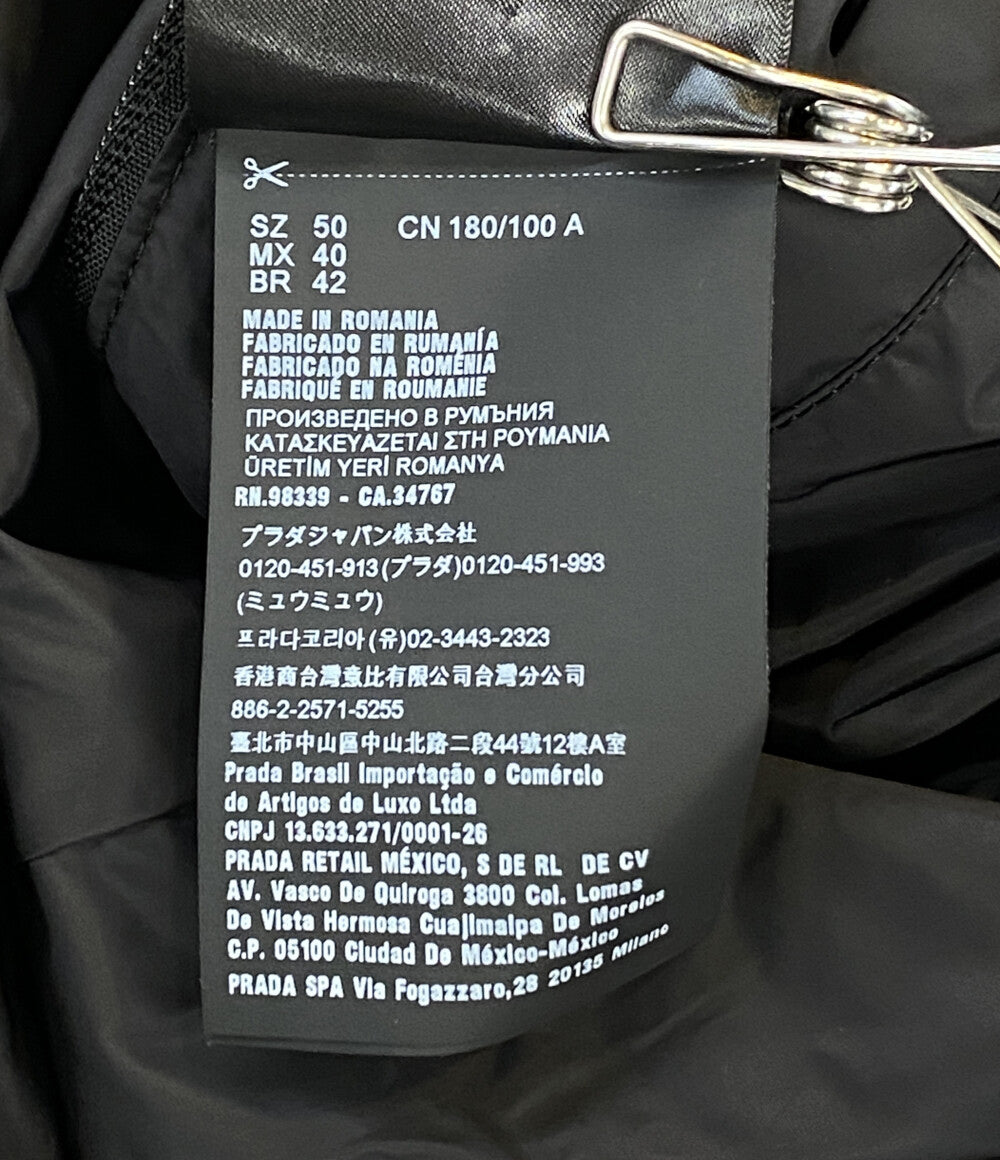 SZ 50 CN 180/100 A
MX 40
BR 42
MADE IN ROMANIA
FABRICADO EN RUMANÍA
FABRICADO NA ROMÊNIA
FABRIQUÉ EN ROUMANIE
ПРОИЗВЕДЕНО В РУМЪНИЯ
ΚΑΤΑΣΚΕΥΑΖΕΤΑΙ ΣΤΗ ΡΟΥΜΑΝΙΑ
ÜRETİM YERİ ROMANYA
RN.98339 - CA.34767
プラダジャパン株式会社
0120-451-913(プラダ)0120-451-993
(ミュウミュウ)
프라다코리아(유)02-3443-2323
香港商台灣意比有限公司台灣分公司
886-2-2571-5255
臺北市中山區中山北路二段44號12樓A室
Prada Brasil Importação e Comércio
de Artigos de Luxo Ltda
CNPJ 13.633.271/0001-26
PRADA RETAIL MÉXICO, S DE RL DE CV
AV. Vasco De Quiroga 3800 Col. Lomas
De Vista Hermosa Cuajimalpa De Morelos
C.P. 05100 Ciudad De México-México
PRADA SPA Via Fogazzaro,28 20135 Milano